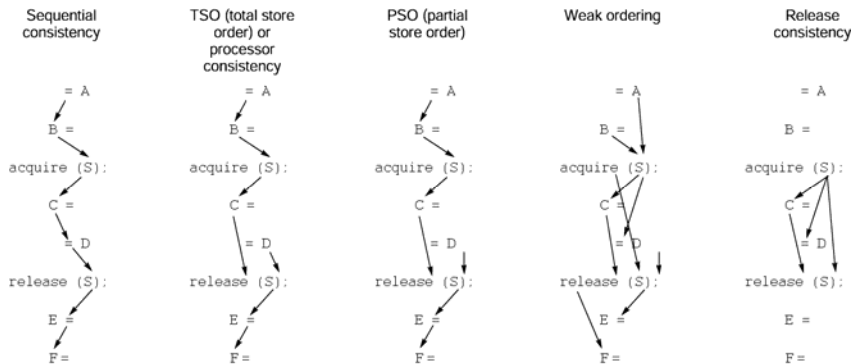 Sequential consistency
TSO (total store order) or processor consistency
PSO (partial store order)
Weak ordering
Release consistency
= A
B =
acquire (S);
C =
= D
release (S);
E =
F=
= A
B =
acquire (S);
C =
= D
release (S);
E =
F=
= A
B =
acquire (S);
C =
= D
release (S);
E =
F=
= A
B =
acquire (S);
C =
= D
release (S);
E =
F=
= A
B =
acquire (S);
C =
= D
release (S);
E =
F=